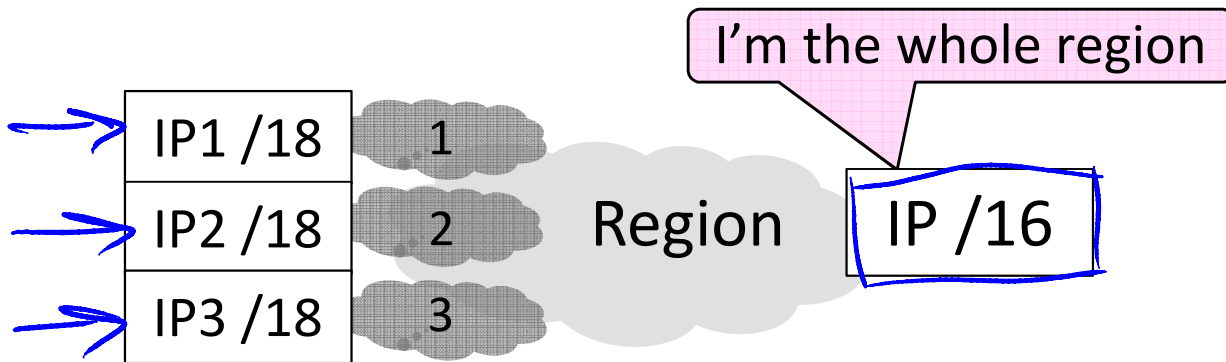 I'm the whole region
IP1 /18
1
IP2 /18
2
Region
IP /16
IP3 /18
3